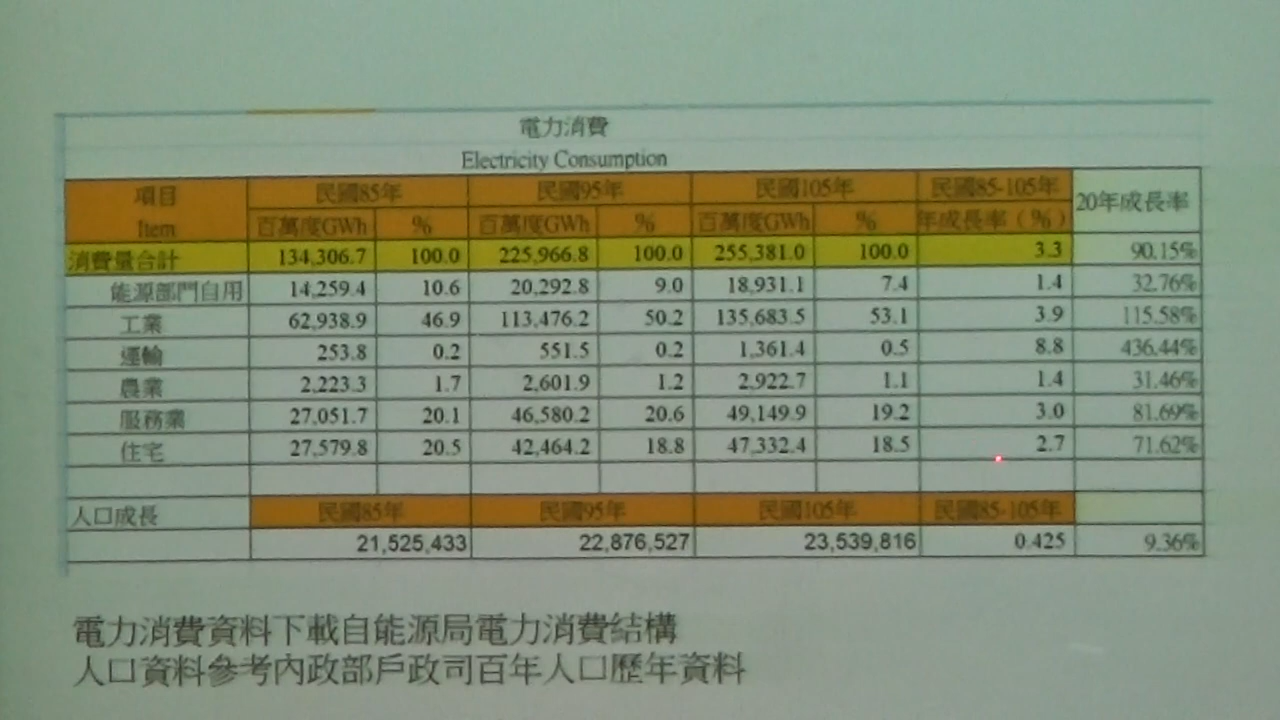 電力消費
Electricity Consumption
項目 民國85年 民國95年 民國105年 民國85-105年 20年成長率
Item 百萬度GWh % 百萬度GWh % 百萬度GWh % 年成長率（%）
消費量合計 134,306.7 100.0 225,966.8 100.0 255,381.0 100.0 3.3 90.15%
能源部門自用 14,259.4 10.6 20,292.8 9.0 18,931.1 7.4 1.4 32.76%
工業 62,938.9 46.9 113,476.2 50.2 135,683.5 53.1 3.9 115.58%
運輸 253.8 0.2 551.5 0.2 1,361.4 0.5 8.8 436.44%
農業 2,223.3 1.7 2,601.9 1.2 2,922.7 1.1 1.4 31.46%
服務業 27,051.7 20.1 46,580.2 20.6 49,149.9 19.2 3.0 81.69%
住宅 27,579.8 20.5 42,464.2 18.8 47,332.4 18.5 2.7 71.62%
人口成長 民國85年 民國95年 民國105年 民國85-105年
21,525,433 22,876,527 23,539,816 0.425 9.36%
電力消費資料下載自能源局電力消費結構
人口資料參考內政部戶政司百年人口歷年資料